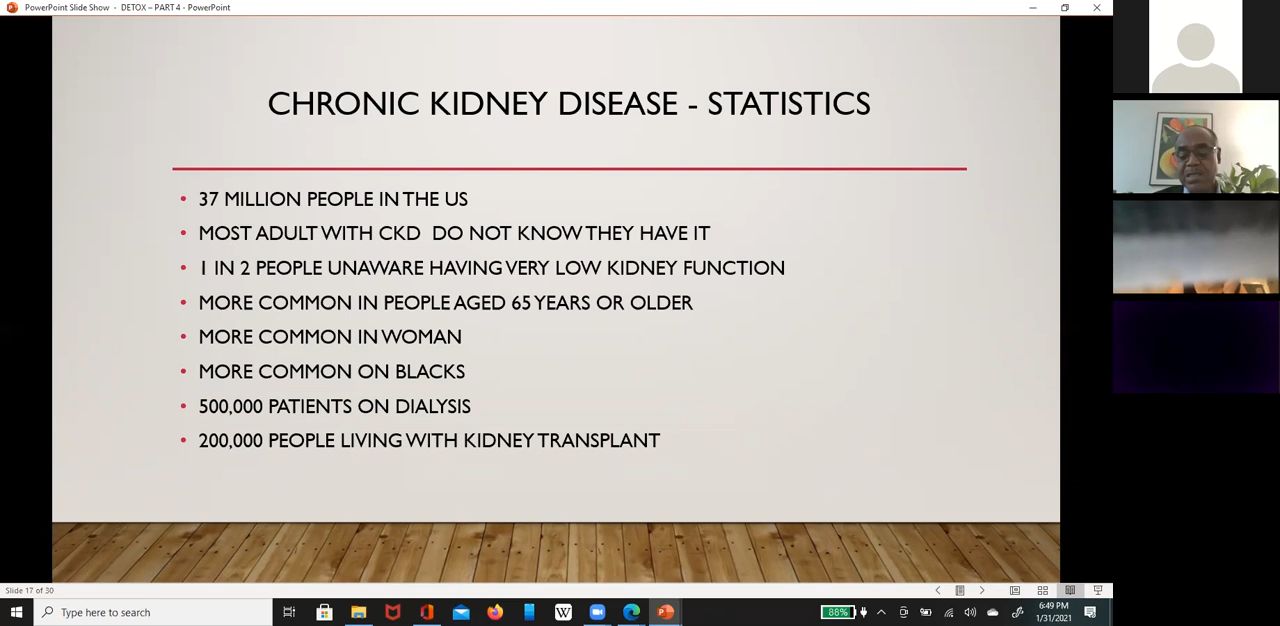 PowerPoint Slide Show - DETOX – PART 4 - PowerPoint
CHRONIC KIDNEY DISEASE - STATISTICS
• 37 MILLION PEOPLE IN THE US
• MOST ADULT WITH CKD DO NOT KNOW THEY HAVE IT
• 1 IN 2 PEOPLE UNAWARE HAVING VERY LOW KIDNEY FUNCTION
• MORE COMMON IN PEOPLE AGED 65 YEARS OR OLDER
• MORE COMMON IN WOMAN
• MORE COMMON ON BLACKS
• 500,000 PATIENTS ON DIALYSIS
• 200,000 PEOPLE LIVING WITH KIDNEY TRANSPLANT
Slide 17 of 30
Type here to search
88%
6:49 PM
1/31/2021